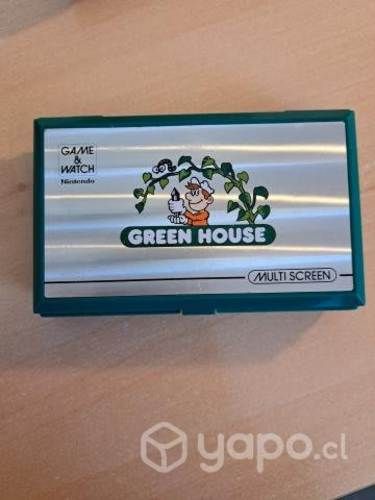 GAME
&
WATCH
Nintendo
GREEN HOUSE
MULTI SCREEN
yapo.cl